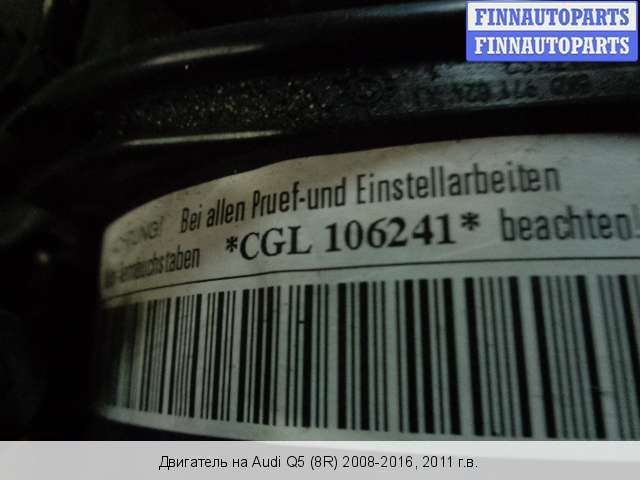 FINNAUTOPARTS
FINNAUTOPARTS
Bei allen Pruef-und Einstellarbeiten
*CGL 106241* beachten!
Двигатель на Audi Q5 (8R) 2008-2016, 2011 г.в.